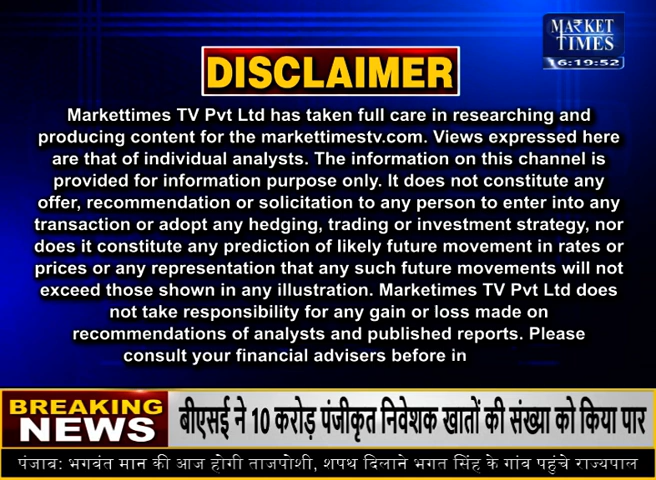 MARKET
TIMES
6:19:52
DISCLAIMER
Markettimes TV Pvt Ltd has taken full care in researching and
producing content for the markettimestv.com. Views expressed here
are that of individual analysts. The information on this channel is
provided for information purpose only. It does not constitute any
offer, recommendation or solicitation to any person to enter into any
transaction or adopt any hedging, trading or investment strategy, nor
does it constitute any prediction of likely future movement in rates or
prices or any representation that any such future movements will not
exceed those shown in any illustration. Marketimes TV Pvt Ltd does
not take responsibility for any gain or loss made on
recommendations of analysts and published reports. Please
consult your financial advisers before in
BREAKING
NEWS
बीएसई ने 10 करोड़ पंजीकृत निवेशक खातों की संख्या को किया पार
पंजाब: भगवंत मान की आज होगी ताजपोशी, शपथ दिलाने भगत सिंह के गांव पहुंचे राज्यपाल